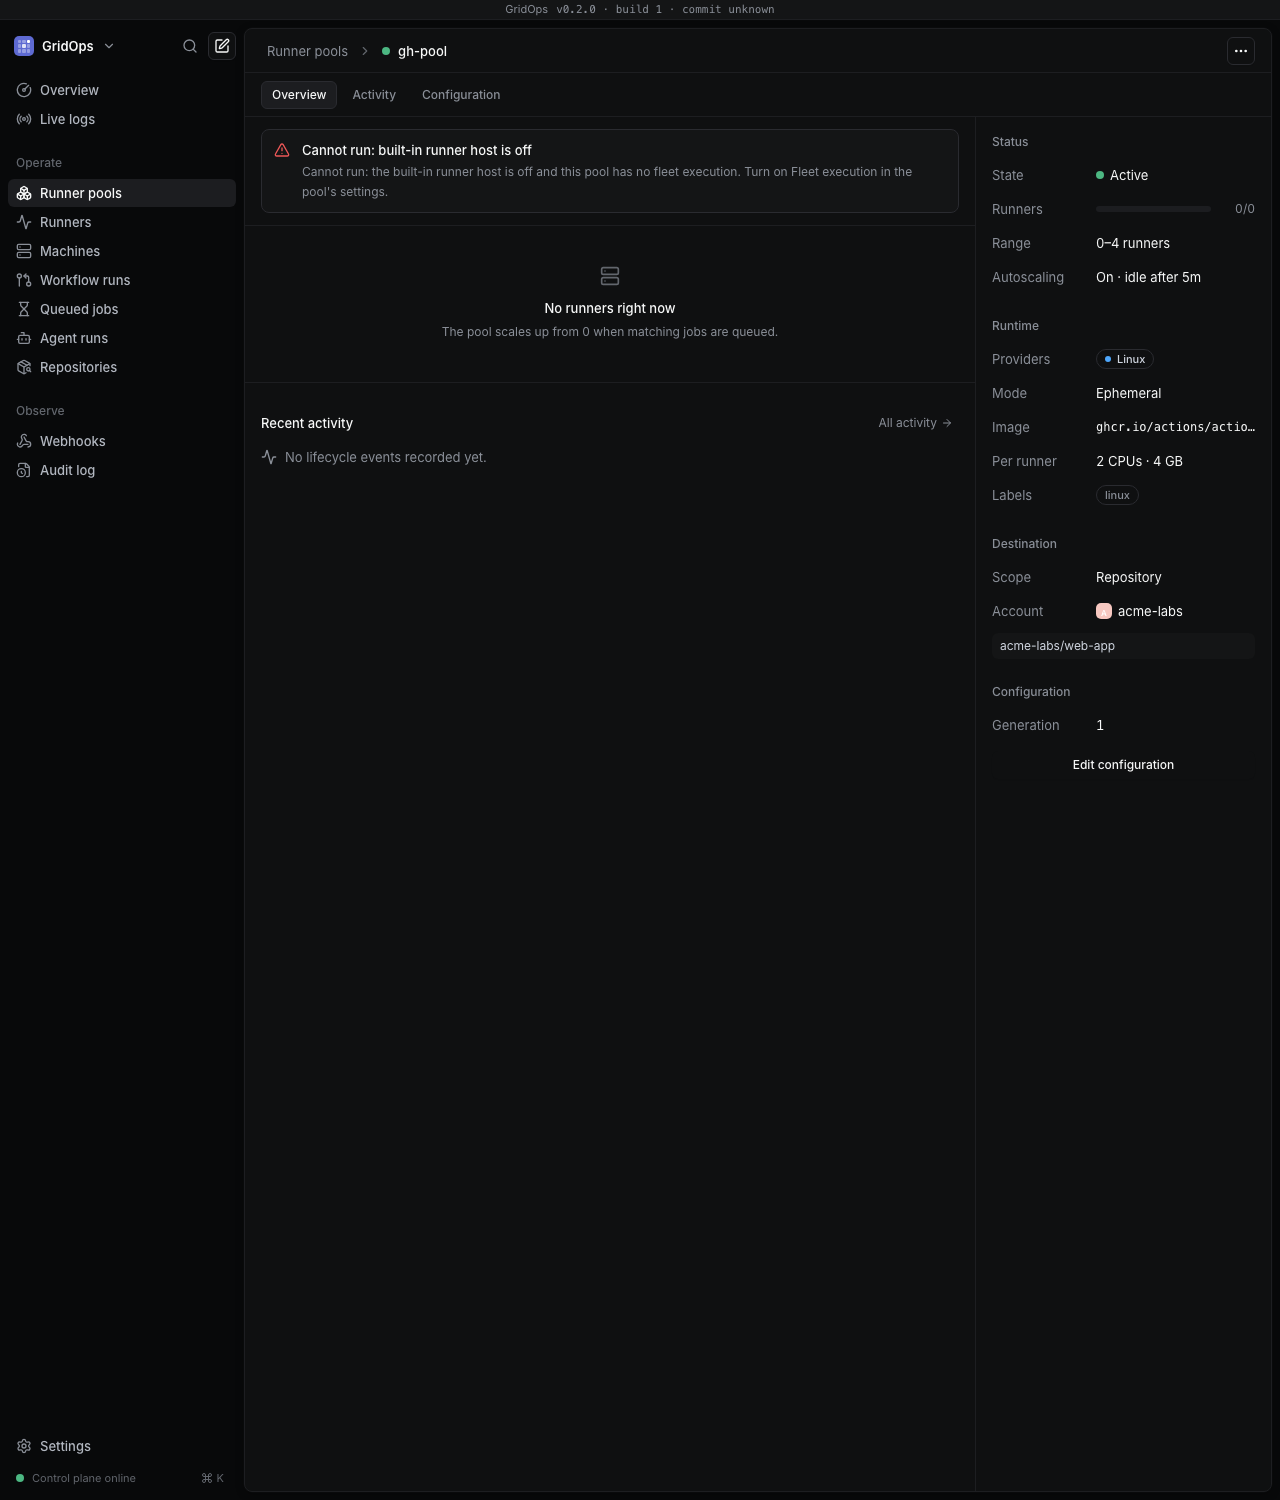 GridOps v0.2.0 · build 1 · commit unknown
GridOps
Overview
Live logs
Operate
Runner pools
Runners
Machines
Workflow runs
Queued jobs
Agent runs
Repositories
Observe
Webhooks
Audit log
Settings
Control plane online
⌘ K
Runner pools
gh-pool
Overview
Activity
Configuration
Cannot run: built-in runner host is off
Cannot run: the built-in runner host is off and this pool has no fleet execution. Turn on Fleet execution in the
pool's settings.
No runners right now
The pool scales up from 0 when matching jobs are queued.
Recent activity
All activity →
No lifecycle events recorded yet.
Status
State Active
Runners 0/0
Range 0–4 runners
Autoscaling On · idle after 5m
Runtime
Providers Linux
Mode Ephemeral
Image ghcr.io/actions/actio…
Per runner 2 CPUs · 4 GB
Labels linux
Destination
Scope Repository
Account acme-labs
acme-labs/web-app
Configuration
Generation 1
Edit configuration